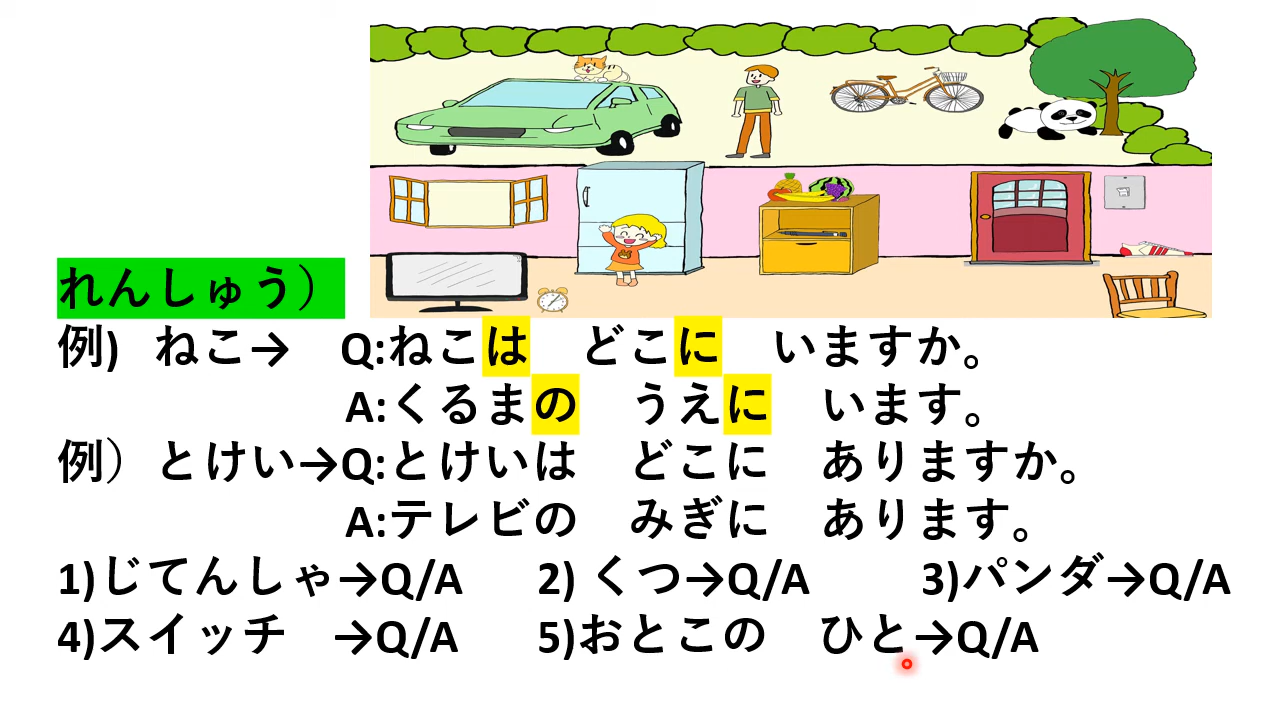 れんしゅう）
例)　ねこ→　Q:ねこは　どこに　いますか。
A:くるまの　うえに　います。
例）とけい→Q:とけいは　どこに　ありますか。
A:テレビの　みぎに　あります。
1)じてんしゃ→Q/A　2) くつ→Q/A　3)パンダ→Q/A
4)スイッチ　→Q/A　5)おとこの　ひと→Q/A